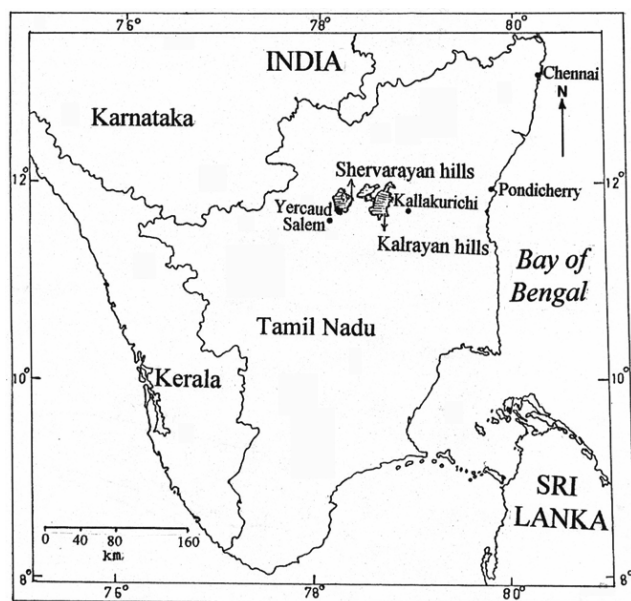 76°
78°
80°
INDIA
Chennai
N
Karnataka
Shervarayan hills
12°
12°
Yercaud
Kallakurichi
Pondicherry
Salem
Kalrayan hills
Bay of
Bengal
Tamil Nadu
10°
Kerala
10°
SRI
LANKA
0 40 80 160
km.
8°
8°
76°
78°
80°